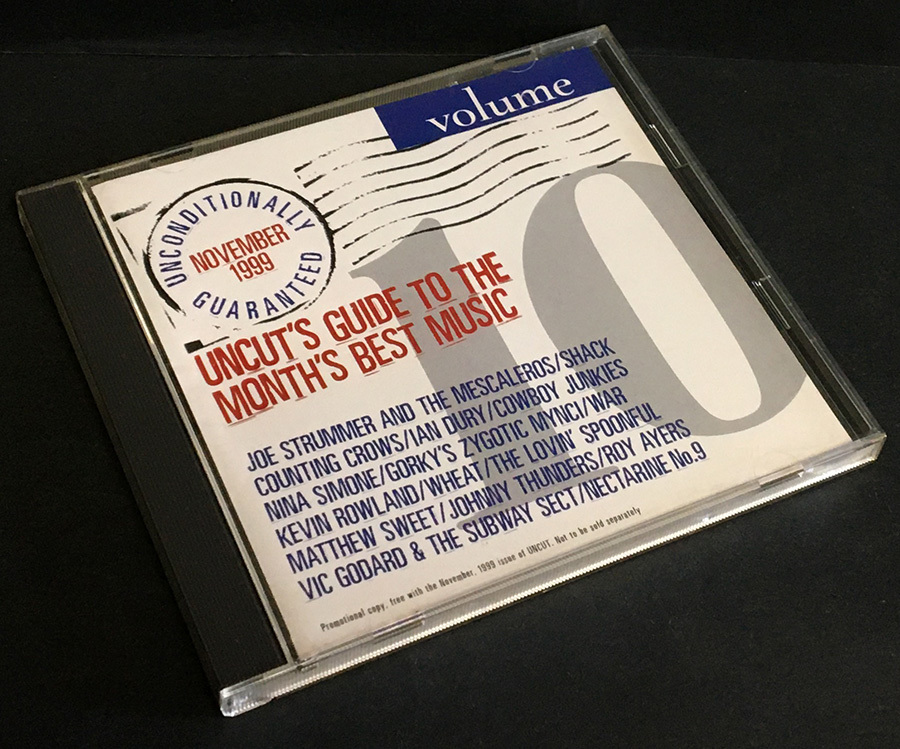 volume
10
UNCONDITIONALLY
NOVEMBER
1999
GUARANTEED
UNCUT'S GUIDE TO THE
MONTH'S BEST MUSIC
JOE STRUMMER AND THE MESCALEROS/SHACK
COUNTING CROWS/IAN DURY/COWBOY JUNKIES
NINA SIMONE/GORKY'S ZYGOTIC MYNCI/WAR
KEVIN ROWLAND/WHEAT/THE LOVIN' SPOONFUL
MATTHEW SWEET/JOHNNY THUNDERS/ROY AYERS
VIC GODARD & THE SUBWAY SECT/NECTARINE No.9
Promotional copy, free with the November, 1999 issue of UNCUT. Not to be sold separately